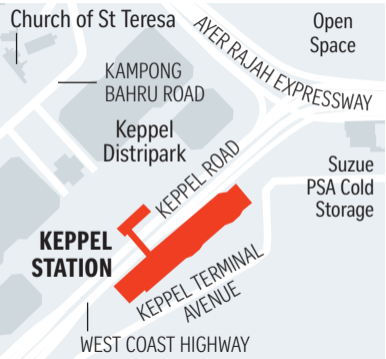 Church of St Teresa
Open
Space
AYER RAJAH EXPRESSWAY
KAMPONG
BAHRU ROAD
Keppel
Distripark
KEPPEL ROAD
Suzue
PSA Cold
Storage
KEPPEL
STATION
KEPPEL TERMINAL
AVENUE
WEST COAST HIGHWAY